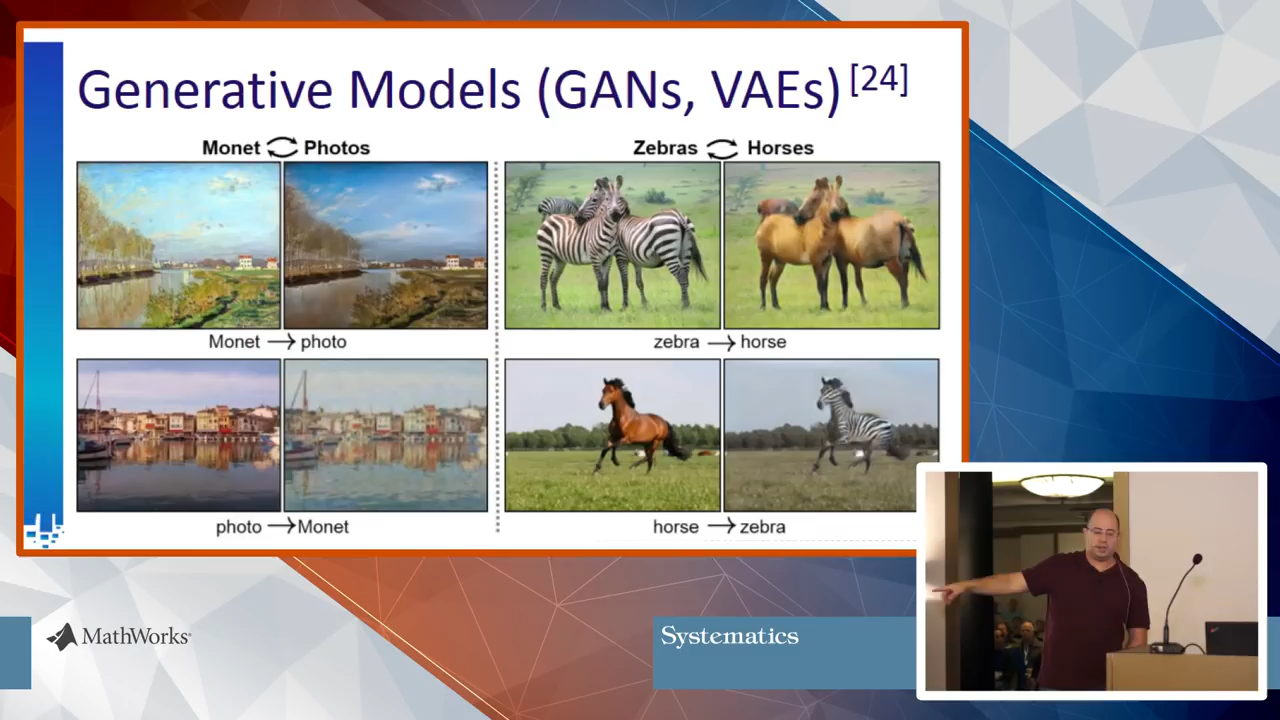 Generative Models (GANs, VAEs) [24]
Monet Photos
Zebras Horses
Monet → photo
zebra → horse
photo → Monet
horse → zebra
MathWorks®
Systematics